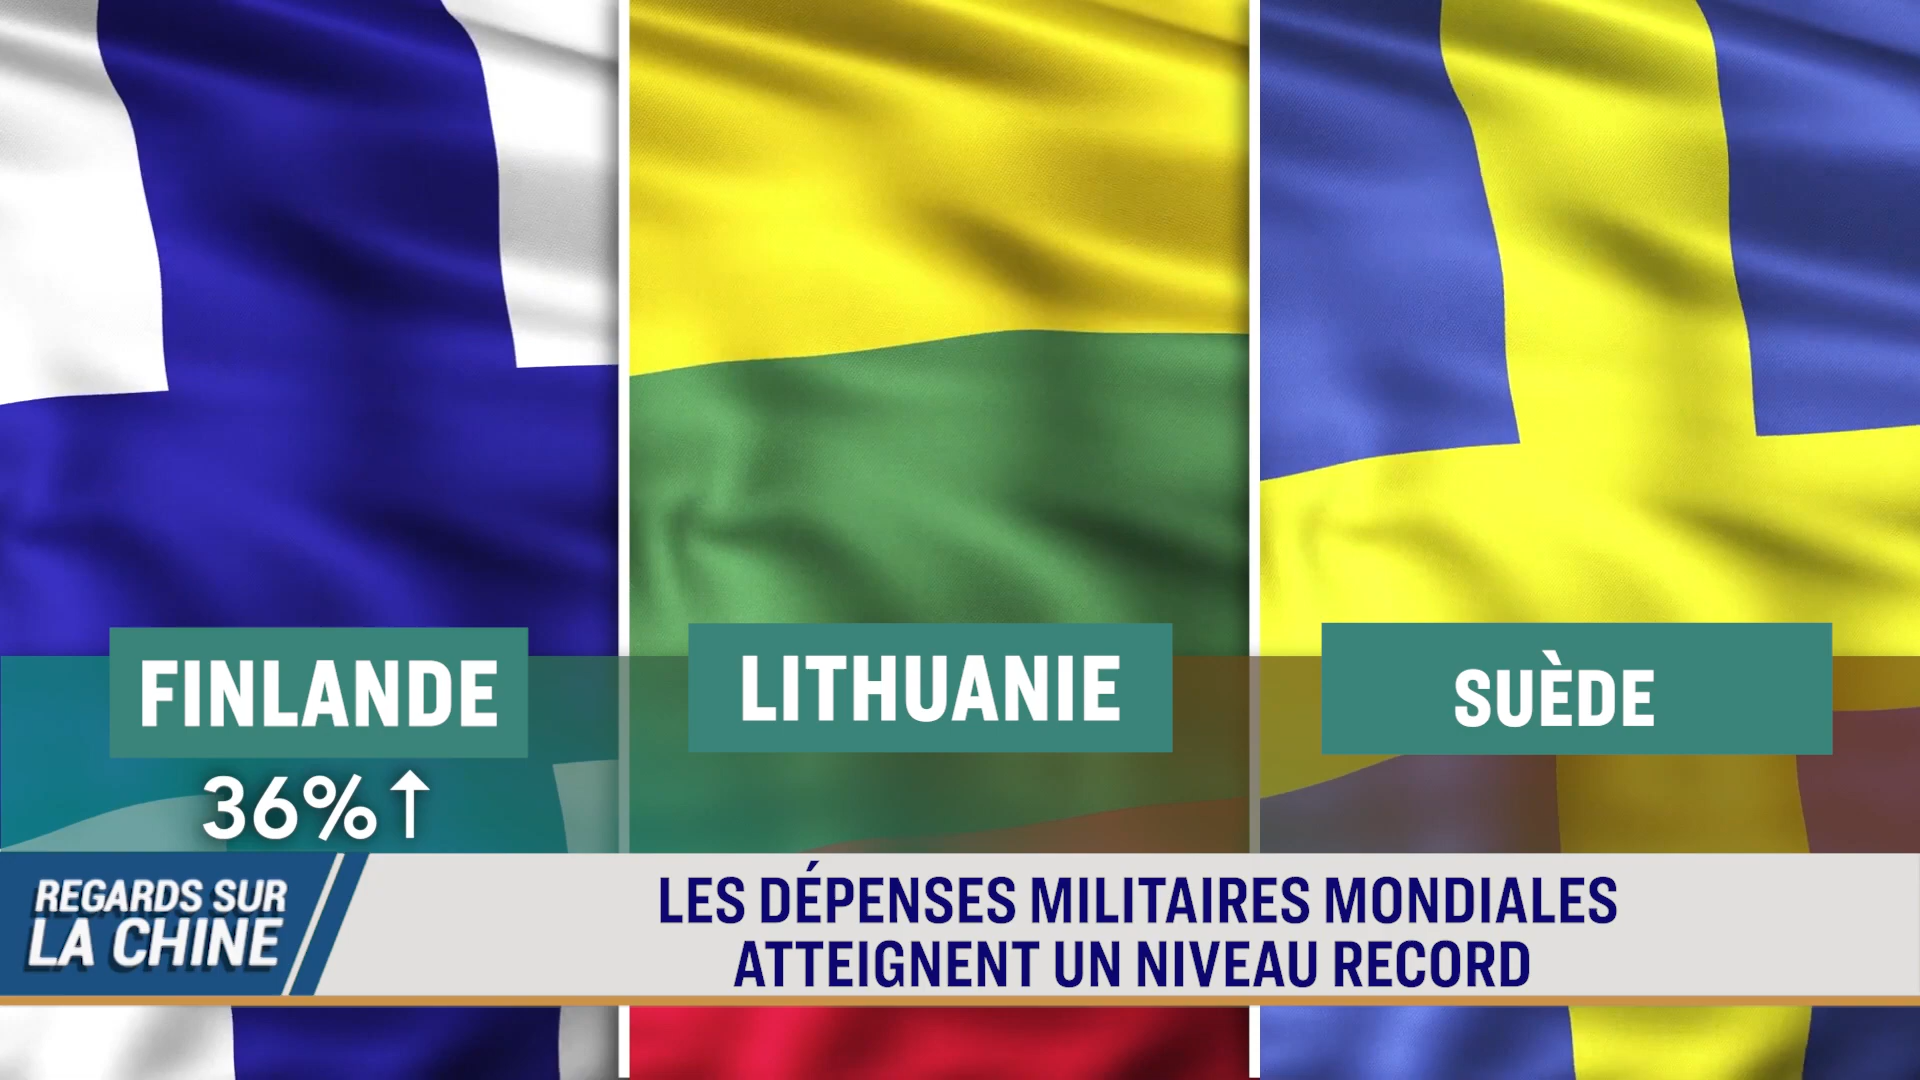 FINLANDE
LITHUANIE
SUÈDE
36%↑
REGARDS SUR
LA CHINE
LES DÉPENSES MILITAIRES MONDIALES
ATTEIGNENT UN NIVEAU RECORD